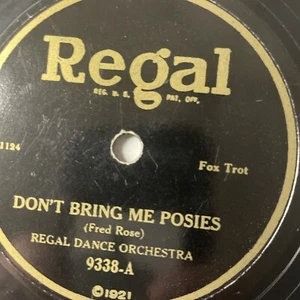 Regal
REG. U. S. PAT. OFF.
1124
Fox Trot
DON'T BRING ME POSIES
(Fred Rose)
REGAL DANCE ORCHESTRA
9338-A
©1921